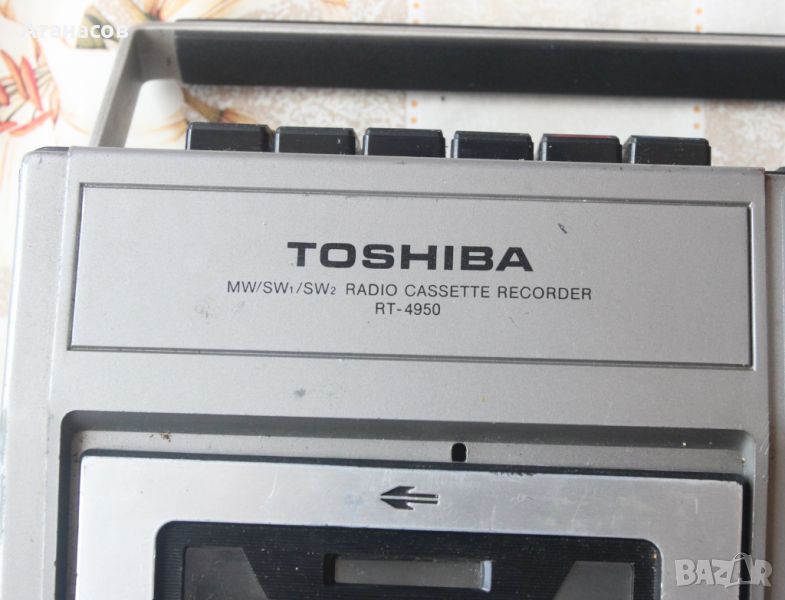 Атанасов
TOSHIBA
MW/SW1/SW2 RADIO CASSETTE RECORDER
RT-4950
BAZAR